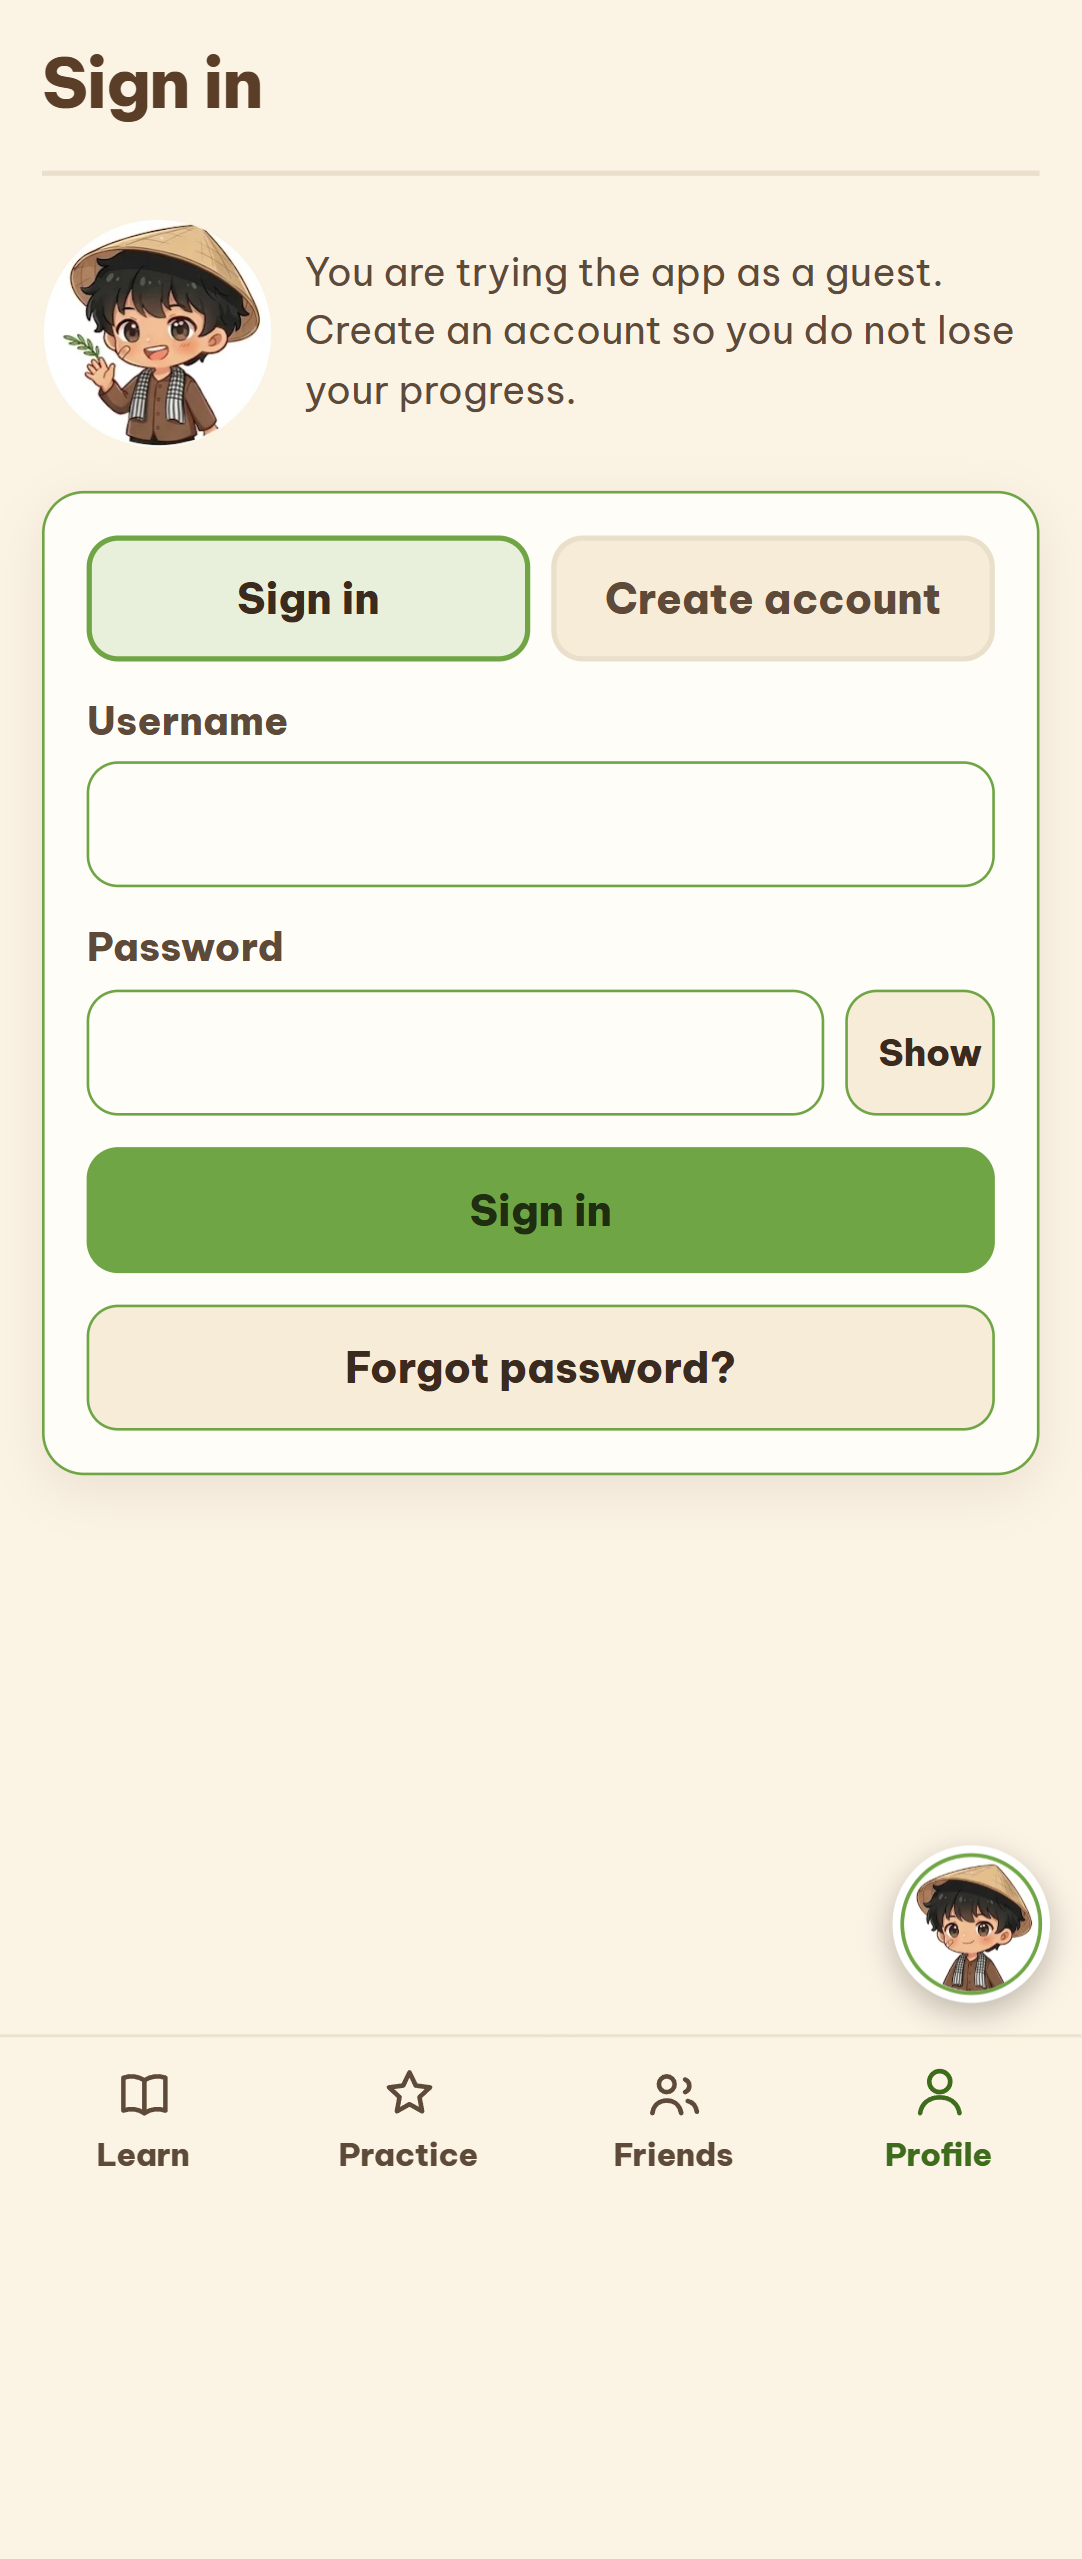 Sign in
You are trying the app as a guest.
Create an account so you do not lose
your progress.
Sign in
Create account
Username
Password
Show
Sign in
Forgot password?
Learn
Practice
Friends
Profile